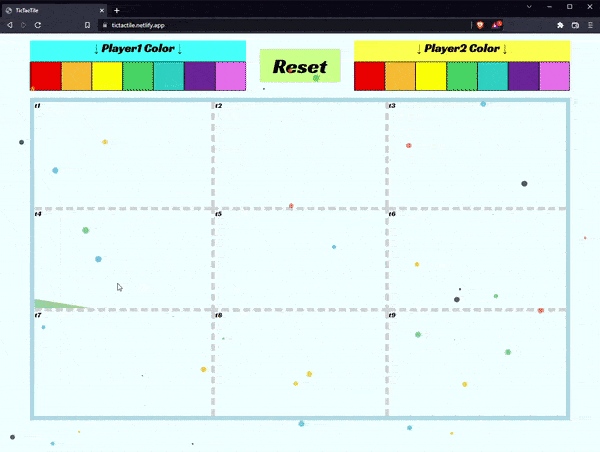 TicTacTile
tictactile.netlify.app
↓ Player1 Color ↓
Reset
↓ Player2 Color ↓
t1 t2 t3
t4 t5 t6
t7 t8 t9